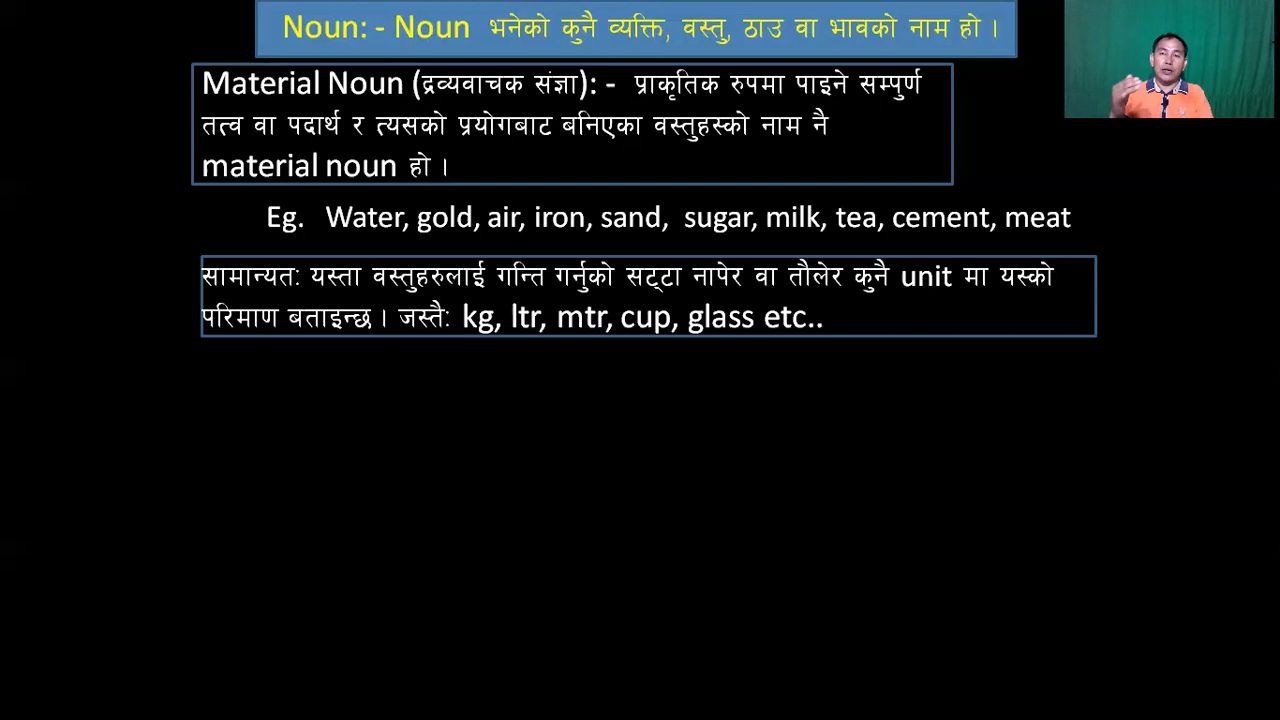 Noun: - Noun भनेको कुनै व्यक्ति, वस्तु, ठाउ वा भावको नाम हो ।
Material Noun (द्रव्यवाचक संज्ञा): - प्राकृतिक रुपमा पाइने सम्पुर्ण
तत्व वा पदार्थ र त्यसको प्रयोगबाट बनिएका वस्तुहस्को नाम नै
material noun हो ।
Eg. Water, gold, air, iron, sand, sugar, milk, tea, cement, meat
सामान्यतः यस्ता वस्तुहरुलाई गन्ति गर्नुको सट्टा नापेर वा तौलेर कुनै unit मा यस्को
परिमाण बताइन्छ । जस्तैः kg, ltr, mtr, cup, glass etc..